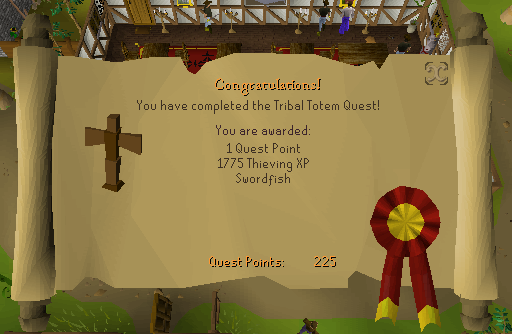 Congratulations!
You have completed the Tribal Totem Quest!
You are awarded:
1 Quest Point
1775 Thieving XP
Swordfish
Quest Points: 225